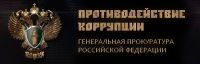 ПРОТИВОДЕЙСТВИЕ
КОРРУПЦИИ
ГЕНЕРАЛЬНАЯ ПРОКУРАТУРА
РОССИЙСКОЙ ФЕДЕРАЦИИ